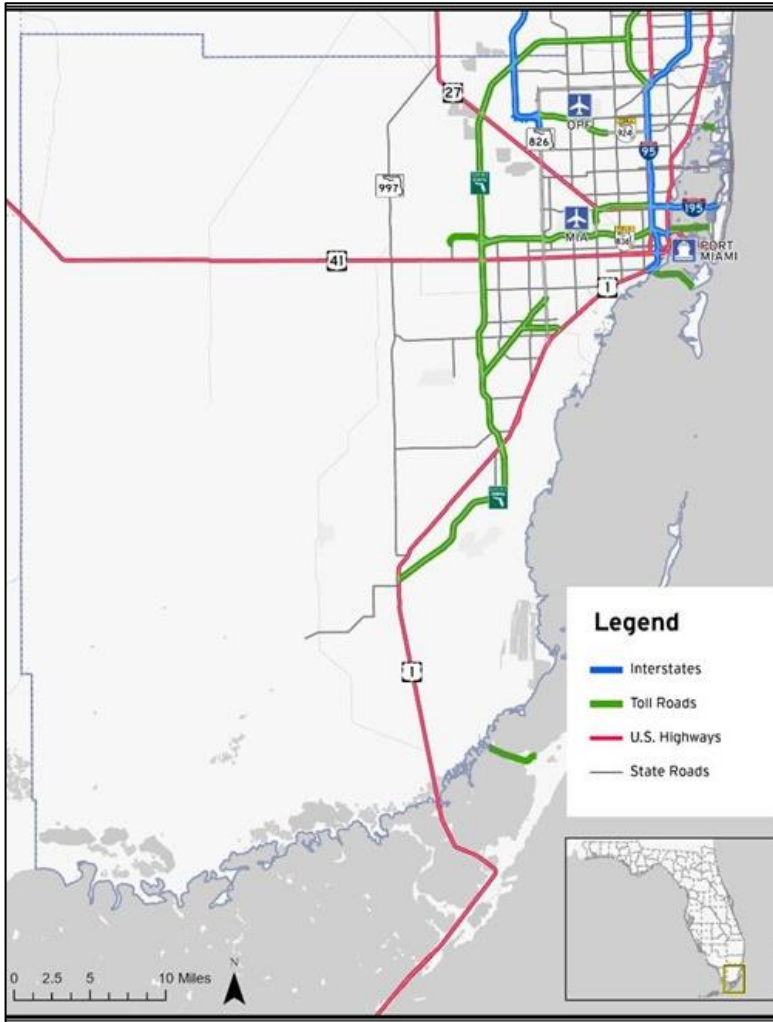 27
OPF
826
924
95
997
195
MIA
836
PORT
MIAMI
41
1
1
Legend
Interstates
Toll Roads
U.S. Highways
State Roads
N
0 2.5 5 10 Miles